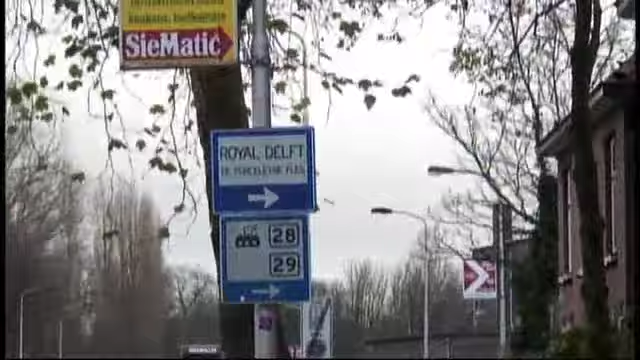 SieMatic
ROYAL DELFT
DE PORCELEYNE FLES
28
29